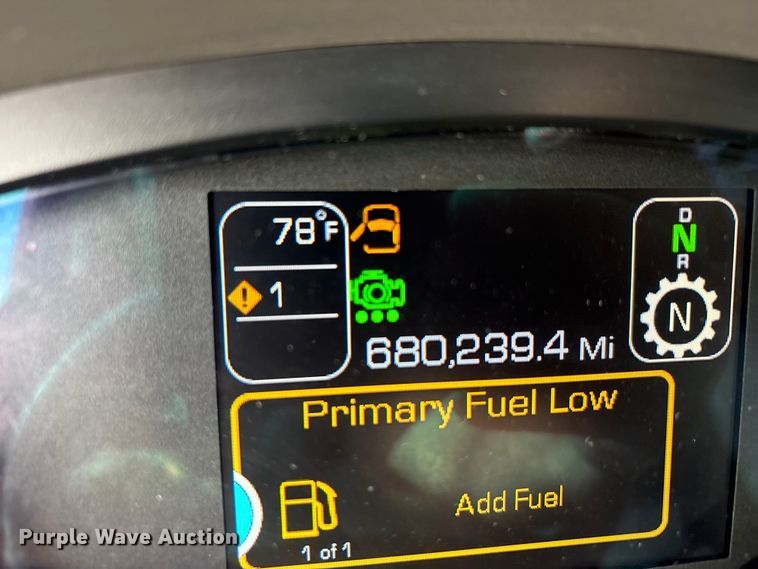 78°F
1
680,239.4 Mi
D
N
R
N
Primary Fuel Low
Add Fuel
1 of 1
Purple Wave Auction